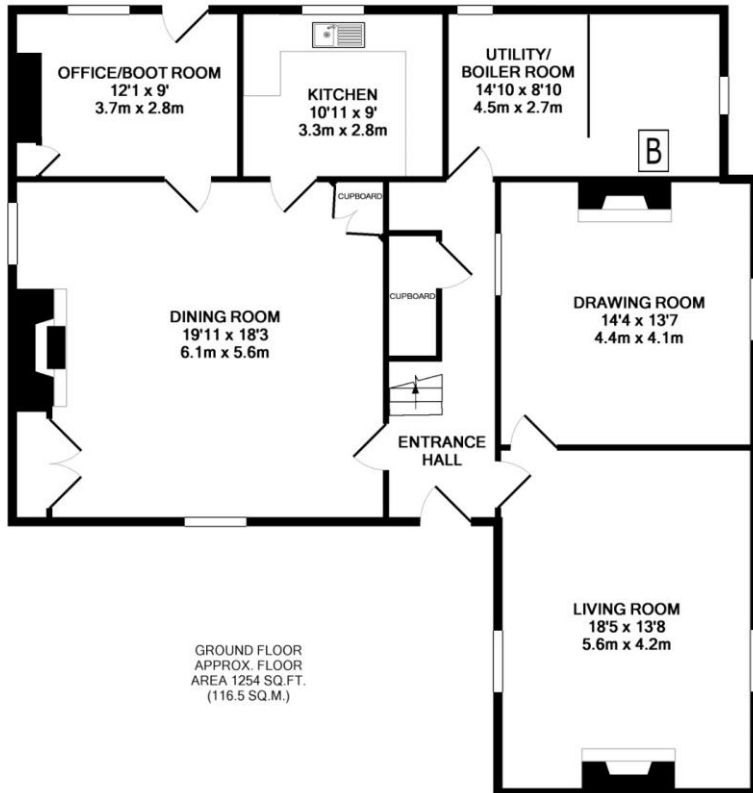 OFFICE/BOOT ROOM
12'1 x 9'
3.7m x 2.8m
KITCHEN
10'11 x 9'
3.3m x 2.8m
UTILITY/
BOILER ROOM
14'10 x 8'10
4.5m x 2.7m
B
CUPBOARD
CUPBOARD
DINING ROOM
19'11 x 18'3
6.1m x 5.6m
DRAWING ROOM
14'4 x 13'7
4.4m x 4.1m
ENTRANCE
HALL
LIVING ROOM
18'5 x 13'8
5.6m x 4.2m
GROUND FLOOR
APPROX. FLOOR
AREA 1254 SQ.FT.
(116.5 SQ.M.)